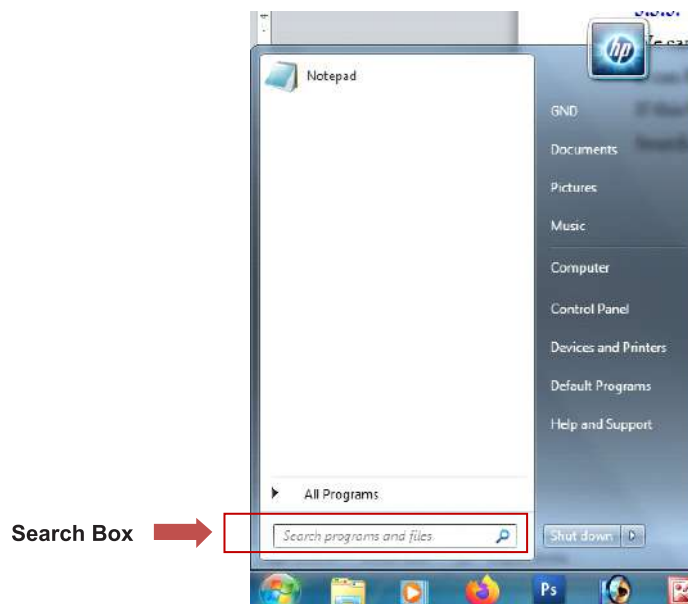 hp
Notepad
GND
Documents
Pictures
Music
Computer
Control Panel
Devices and Printers
Default Programs
Help and Support
All Programs
Search Box
Search programs and files
Shut down
Ps